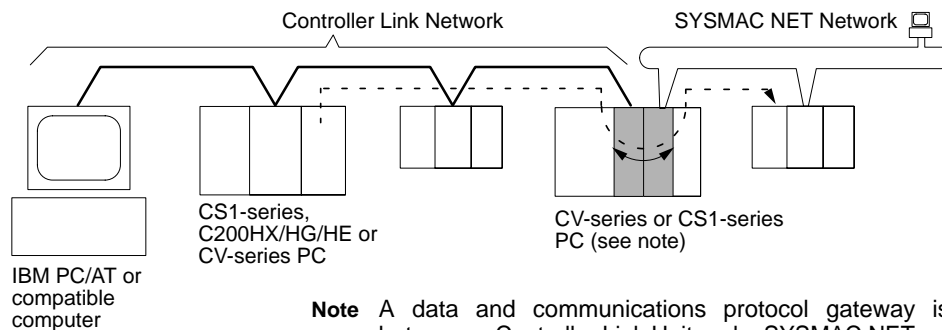 Controller Link Network
SYSMAC NET Network
CS1-series,
C200HX/HG/HE or
CV-series PC
CV-series or CS1-series
PC (see note)
IBM PC/AT or
compatible
computer
Note A data and communications protocol gateway is